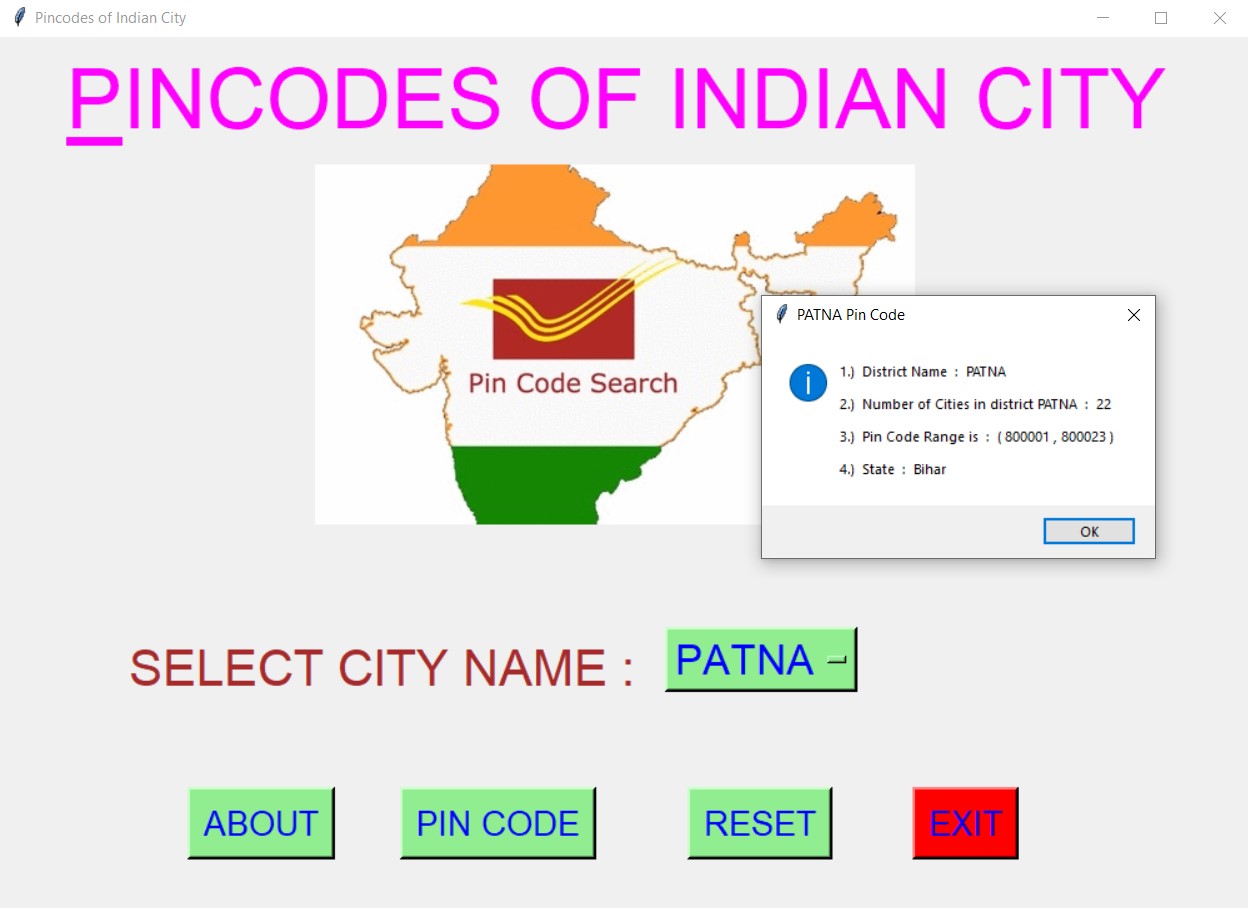 Pincodes of Indian City
PINCODES OF INDIAN CITY
Pin Code Search
PATNA Pin Code
1.) District Name : PATNA
2.) Number of Cities in district PATNA : 22
3.) Pin Code Range is : ( 800001 , 800023 )
4.) State : Bihar
OK
SELECT CITY NAME :
PATNA
ABOUT
PIN CODE
RESET
EXIT